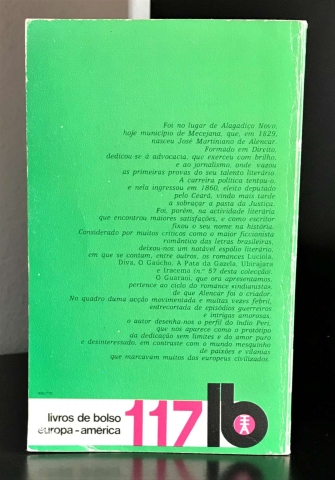 Foi no lugar de Alagadiço Novo,
hoje município de Mecejana, que, em 1829,
nasceu José Martiniano de Alencar.
Formado em Direito,
dedicou-se à advocacia, que exerceu com brilho,
e ao jornalismo, onde vazou
as primeiras provas do seu talento literário.
A carreira política tentou-o,
e nela ingressou em 1860, eleito deputado
pelo Ceará, vindo mais tarde
a sobraçar a pasta da Justiça.
Foi, porém, na actividade literária
que encontrou maiores satisfações, e como escritor
fixou o seu nome na história.
Considerado por muitos críticos como o maior ficcionista
romântico das letras brasileiras,
deixou-nos um notável espólio literário,
em que se contam, entre outros, os romances Lucíola,
Diva, O Gaúcho, A Pata da Gazela, Ubirajara
e Iracema (n.º 57 desta colecção).
O Guarani, que ora apresentamos,
pertence ao ciclo do romance «indianista»
de que Alencar foi o criador.
No quadro duma acção movimentada e muitas vezes febril,
entrecortada de episódios guerreiros
e intrigas amorosas,
o autor desenha-nos o perfil do índio Peri,
que nos aparece como o protótipo
da dedicação sem limites e do amor puro
e desinteressado, em contraste com o mundo mesquinho
de paixões e vilanias
que marcavam muitos dos europeus civilizados.
livros de bolso
europa-américa
117 lb
EA